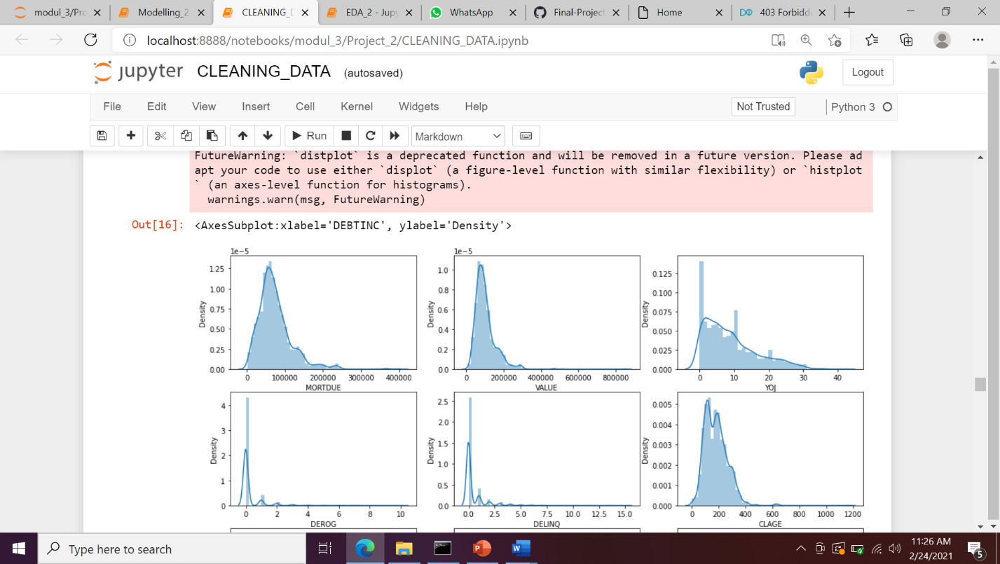 modul_3/Pro
Modelling_2
CLEANING_D
EDA_2 - Jupy
WhatsApp
Final-Project
Home
403 Forbidde
localhost:8888/notebooks/modul_3/Project_2/CLEANING_DATA.ipynb
jupyter CLEANING_DATA (autosaved)
Logout
File Edit View Insert Cell Kernel Widgets Help
Not Trusted
Python 3
Run
Markdown
FutureWarning: `distplot` is a deprecated function and will be removed in a future version. Please ad
apt your code to use either `displot` (a figure-level function with similar flexibility) or `histplot
` (an axes-level function for histograms).
warnings.warn(msg, FutureWarning)
Out[16]: <AxesSubplot:xlabel='DEBTINC', ylabel='Density'>
1e−5
1.25
1.00
0.75
0.50
0.25
0.00
Density
0 100000 200000 300000 400000
MORTDUE
1e−5
1.0
0.8
0.6
0.4
0.2
0.0
Density
0 200000 400000 600000 800000
VALUE
0.125
0.100
0.075
0.050
0.025
0.000
Density
0 10 20 30 40
YOJ
4
3
2
1
0
Density
0 2 4 6 8 10
DEROG
2.5
2.0
1.5
1.0
0.5
0.0
Density
0.0 2.5 5.0 7.5 10.0 12.5 15.0
DELINQ
0.005
0.004
0.003
0.002
0.001
0.000
Density
0 200 400 600 800 1000 1200
CLAGE
Type here to search
P
W
11:26 AM
2/24/2021
5